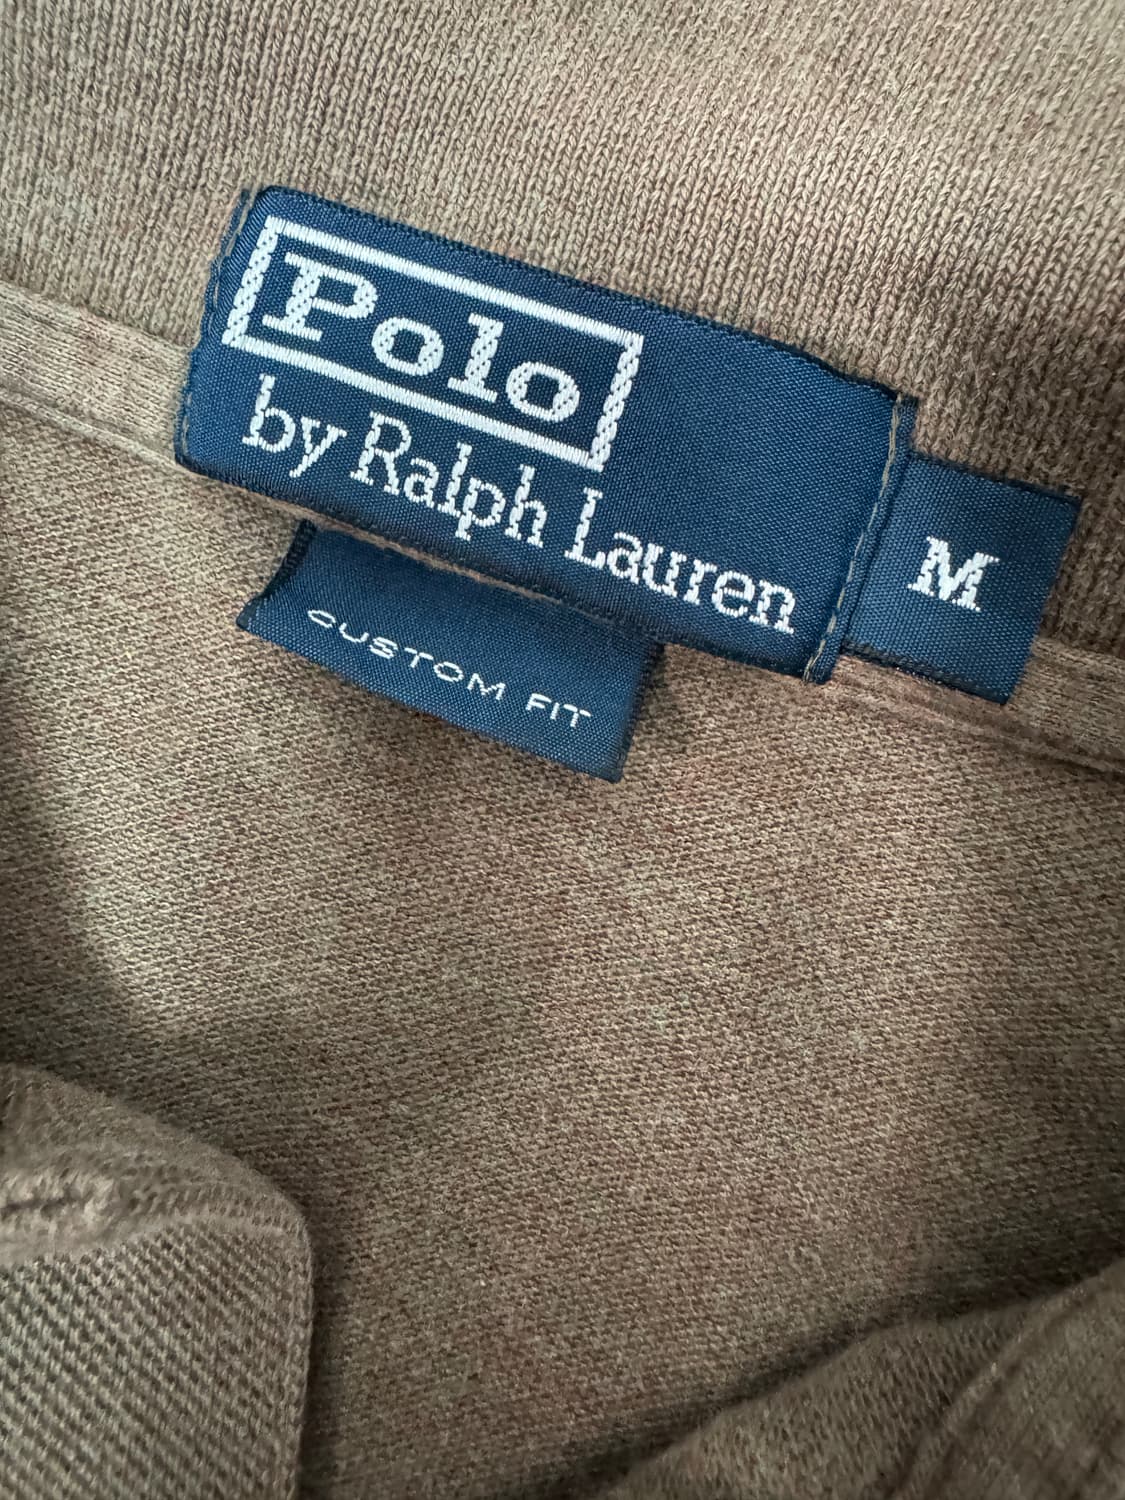 Polo
by Ralph Lauren
M
CUSTOM FIT